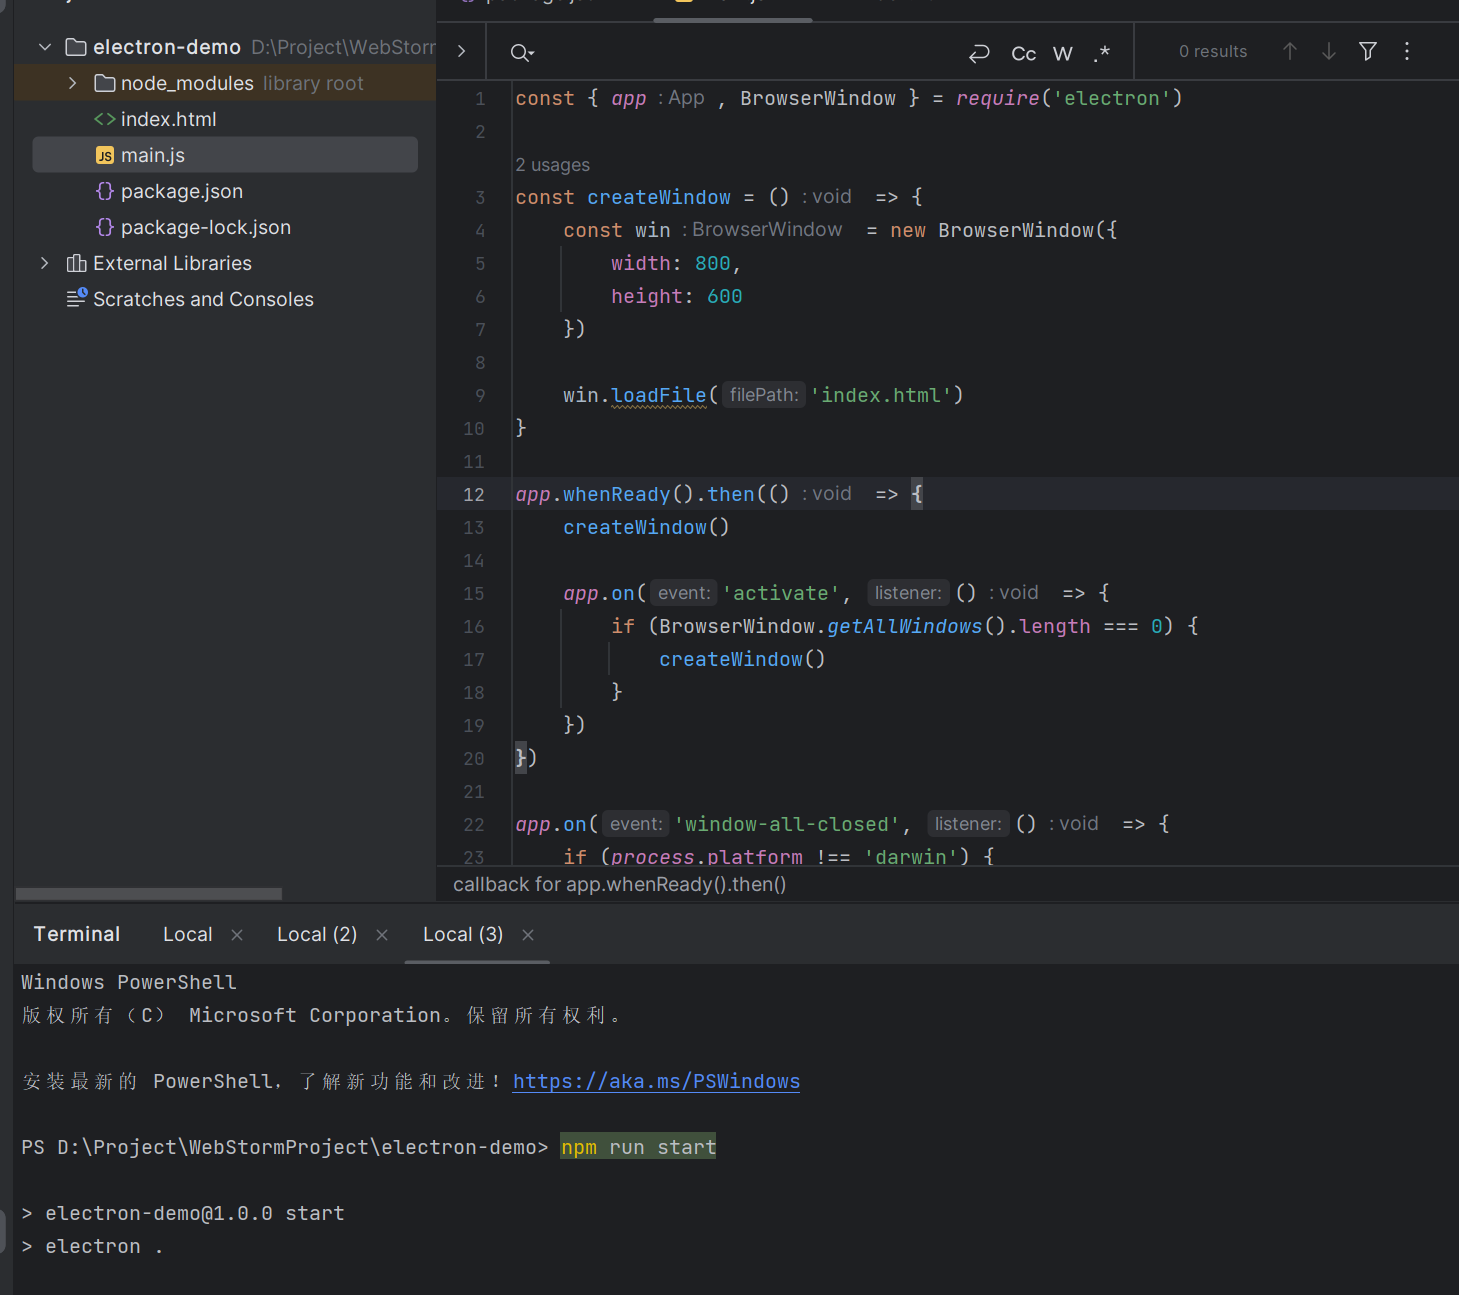 electron-demo D:\Project\WebStorm
node_modules library root
index.html
main.js
package.json
package-lock.json
External Libraries
Scratches and Consoles
Cc W .* 0 results
1 const { app : App , BrowserWindow } = require('electron')
2
2 usages
3 const createWindow = () : void => {
4 const win : BrowserWindow = new BrowserWindow({
5 width: 800,
6 height: 600
7 })
8
9 win.loadFile( filePath: 'index.html')
10 }
11
12 app.whenReady().then(() : void => {
13 createWindow()
14
15 app.on( event: 'activate', listener: () : void => {
16 if (BrowserWindow.getAllWindows().length === 0) {
17 createWindow()
18 }
19 })
20 })
21
22 app.on( event: 'window-all-closed', listener: () : void => {
23 if (process.platform !== 'darwin') {
callback for app.whenReady().then()
Terminal Local × Local (2) × Local (3) ×
Windows PowerShell
版权所有（C） Microsoft Corporation。保留所有权利。
安装最新的 PowerShell，了解新功能和改进！https://aka.ms/PSWindows
PS D:\Project\WebStormProject\electron-demo> npm run start
> electron-demo@1.0.0 start
> electron .